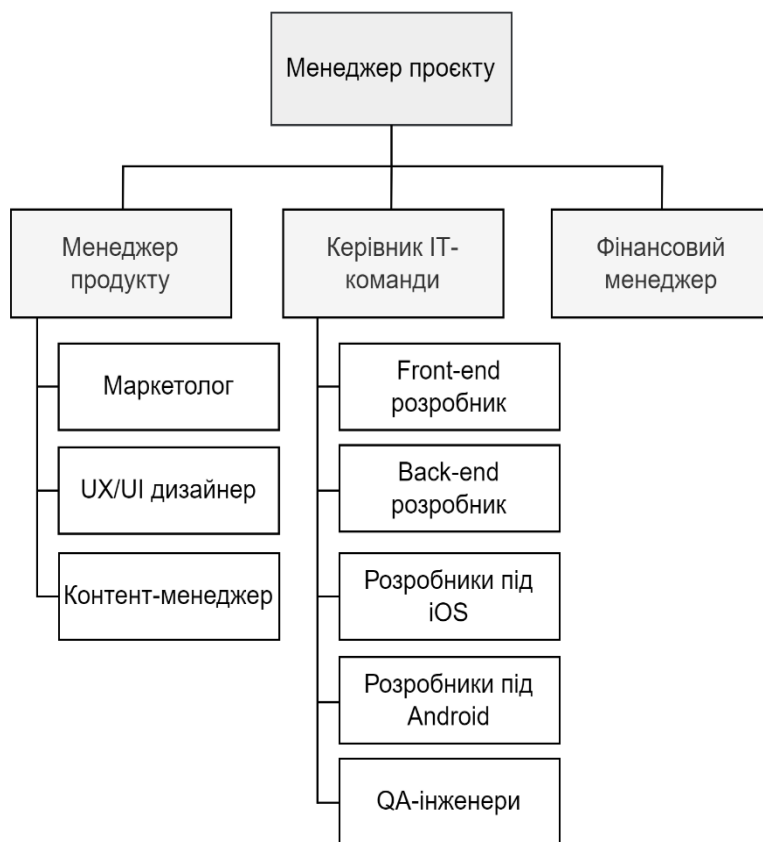 Менеджер проєкту
Менеджер
продукту
Керівник ІТ-
команди
Фінансовий
менеджер
Маркетолог
UX/UI дизайнер
Контент-менеджер
Front-end
розробник
Back-end
розробник
Розробники під
iOS
Розробники під
Android
QA-інженери